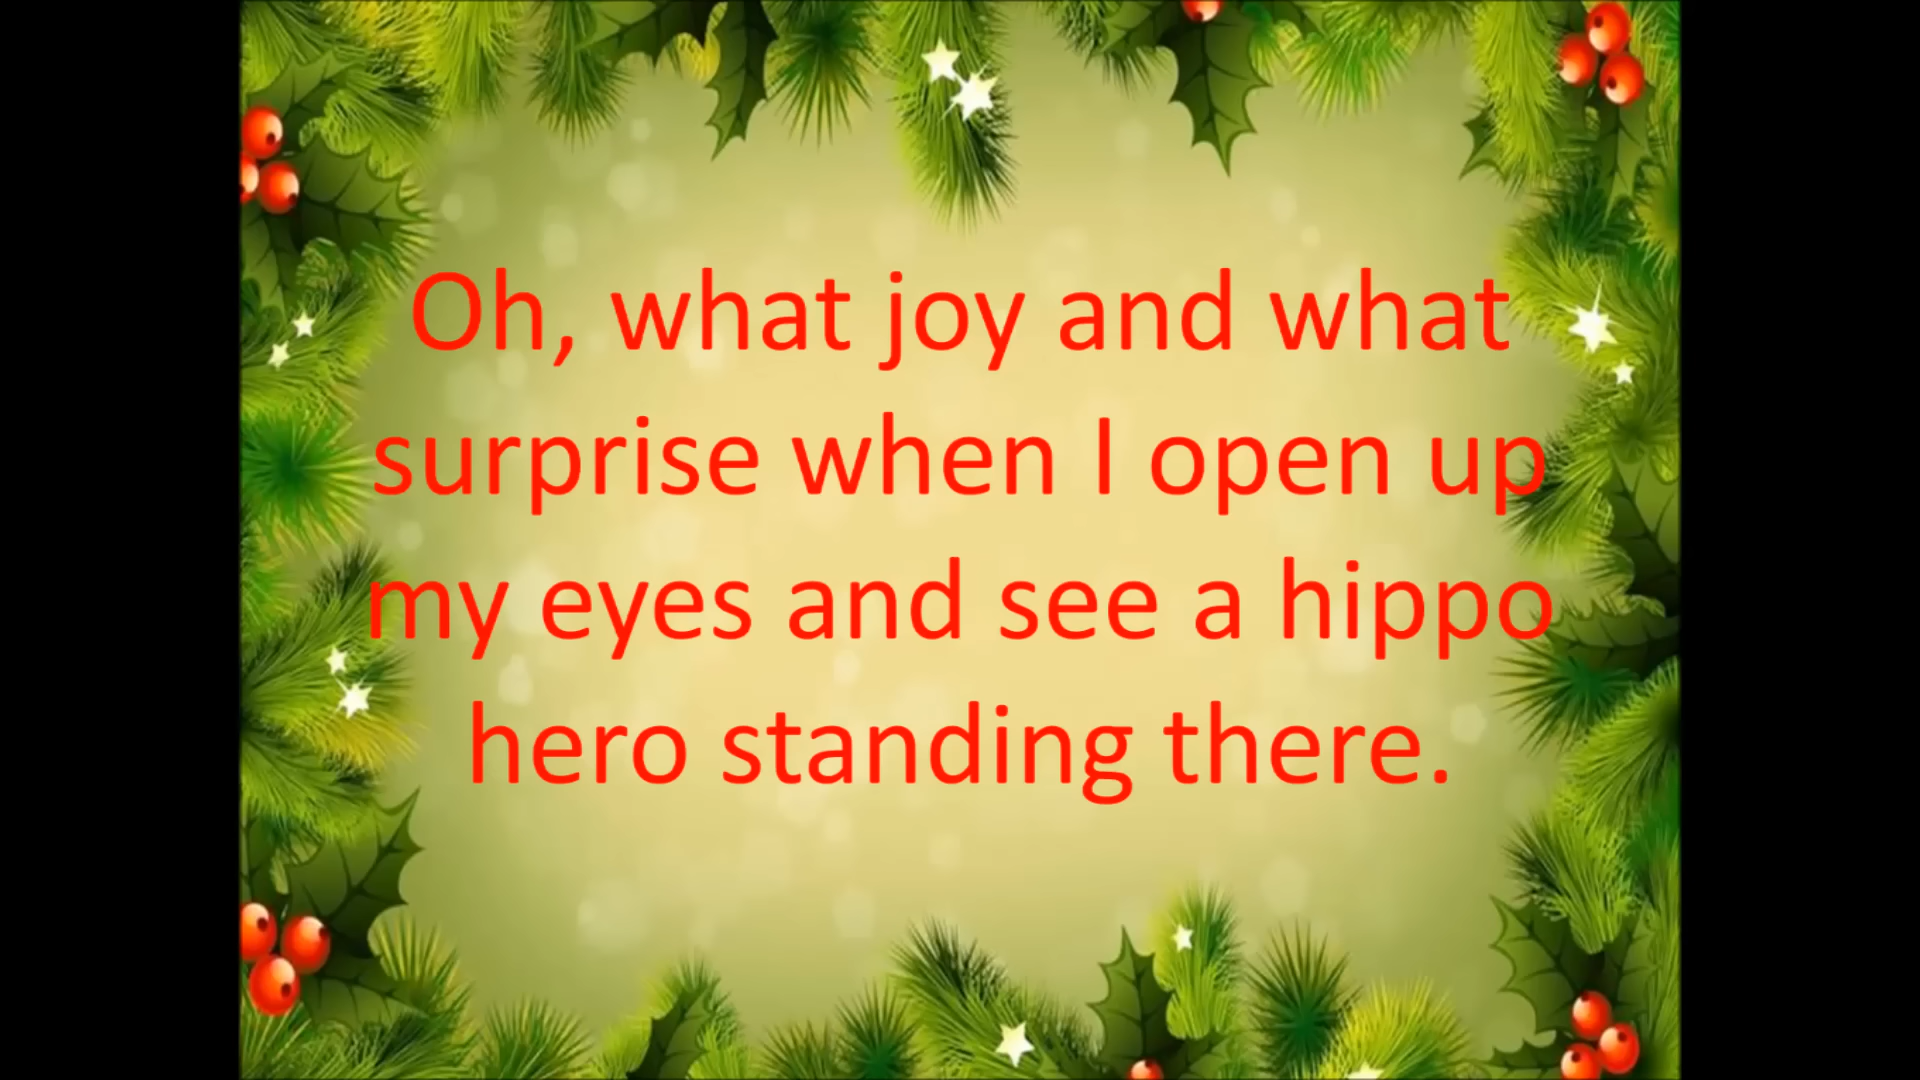 Oh, what joy and what
surprise when I open up
my eyes and see a hippo
hero standing there.